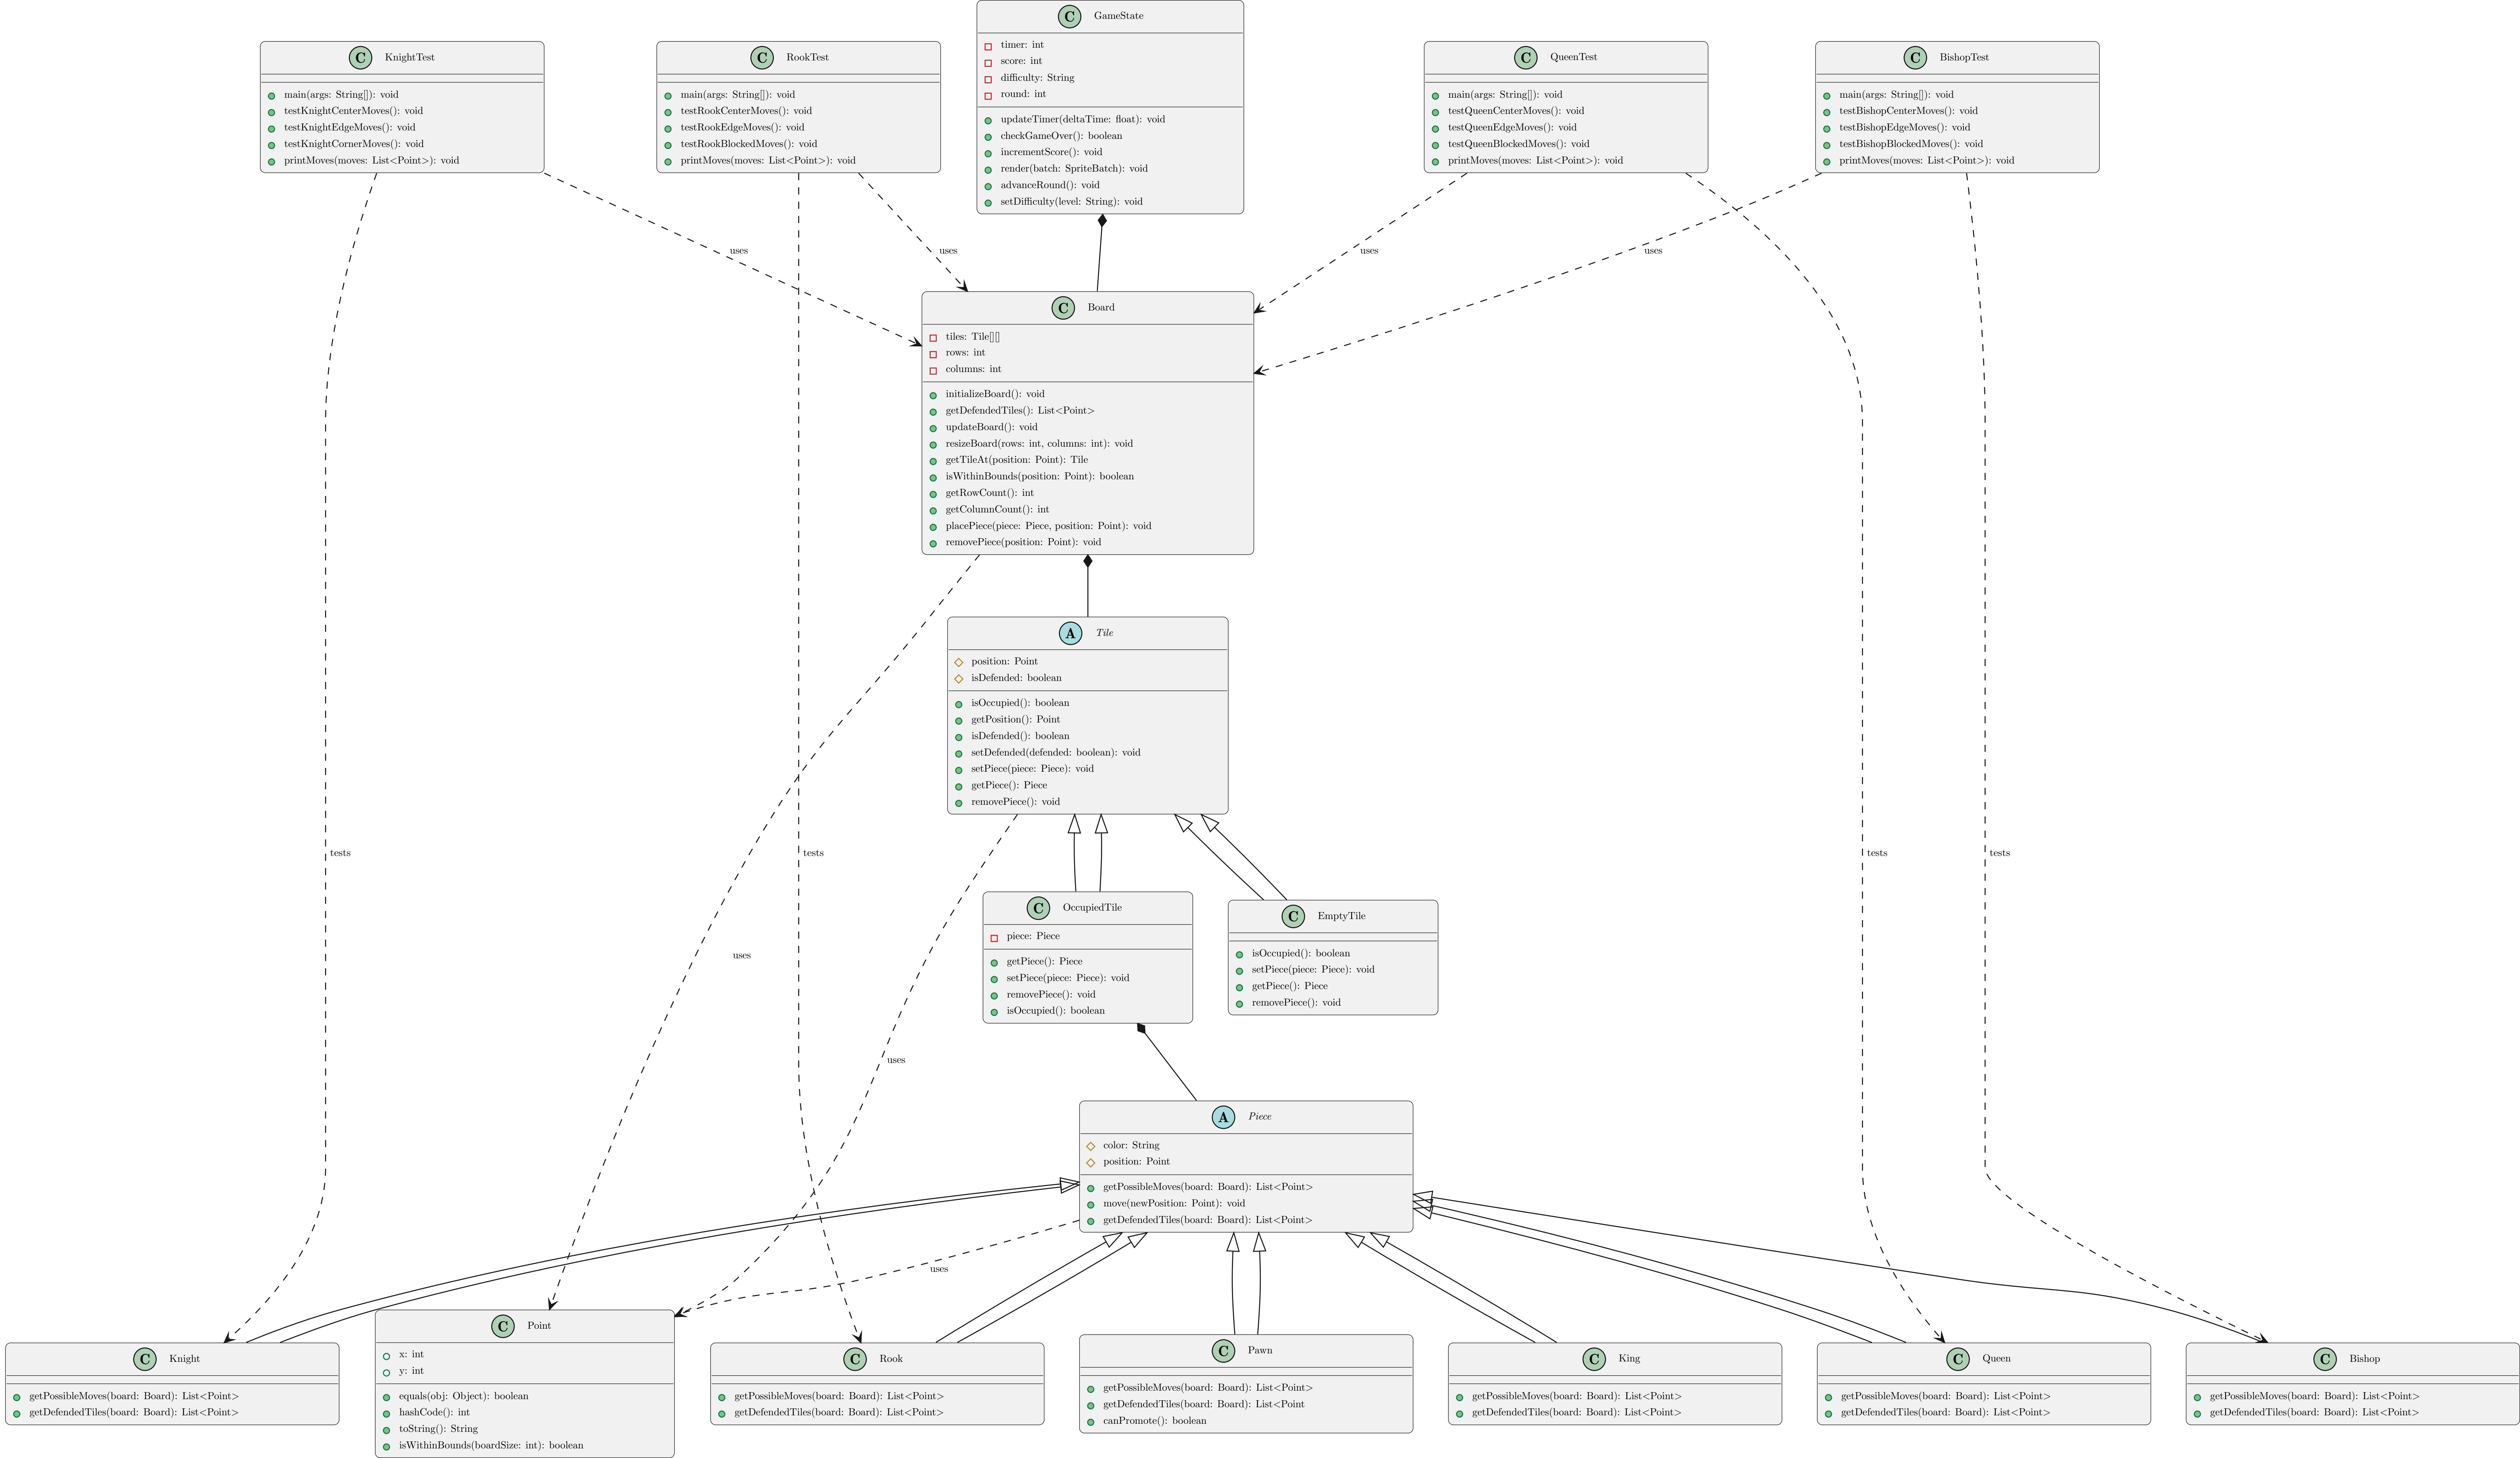 C GameState
timer: int
score: int
difficulty: String
round: int
updateTimer(deltaTime: float): void
checkGameOver(): boolean
incrementScore(): void
render(batch: SpriteBatch): void
advanceRound(): void
setDifficulty(level: String): void
C KnightTest
main(args: String[]): void
testKnightCenterMoves(): void
testKnightEdgeMoves(): void
testKnightCornerMoves(): void
printMoves(moves: List<Point>): void
C RookTest
main(args: String[]): void
testRookCenterMoves(): void
testRookEdgeMoves(): void
testRookBlockedMoves(): void
printMoves(moves: List<Point>): void
C QueenTest
main(args: String[]): void
testQueenCenterMoves(): void
testQueenEdgeMoves(): void
testQueenBlockedMoves(): void
printMoves(moves: List<Point>): void
C BishopTest
main(args: String[]): void
testBishopCenterMoves(): void
testBishopEdgeMoves(): void
testBishopBlockedMoves(): void
printMoves(moves: List<Point>): void
uses
uses
uses
uses
C Board
tiles: Tile[][]
rows: int
columns: int
initializeBoard(): void
getDefendedTiles(): List<Point>
updateBoard(): void
resizeBoard(rows: int, columns: int): void
getTileAt(position: Point): Tile
isWithinBounds(position: Point): boolean
getRowCount(): int
getColumnCount(): int
placePiece(piece: Piece, position: Point): void
removePiece(position: Point): void
A Tile
position: Point
isDefended: boolean
isOccupied(): boolean
getPosition(): Point
isDefended(): boolean
setDefended(defended: boolean): void
setPiece(piece: Piece): void
getPiece(): Piece
removePiece(): void
tests
tests
tests
tests
C OccupiedTile
piece: Piece
getPiece(): Piece
setPiece(piece: Piece): void
removePiece(): void
isOccupied(): boolean
C EmptyTile
isOccupied(): boolean
setPiece(piece: Piece): void
getPiece(): Piece
removePiece(): void
uses
uses
A Piece
color: String
position: Point
getPossibleMoves(board: Board): List<Point>
move(newPosition: Point): void
getDefendedTiles(board: Board): List<Point>
uses
C Knight
getPossibleMoves(board: Board): List<Point>
getDefendedTiles(board: Board): List<Point>
C Point
x: int
y: int
equals(obj: Object): boolean
hashCode(): int
toString(): String
isWithinBounds(boardSize: int): boolean
C Rook
getPossibleMoves(board: Board): List<Point>
getDefendedTiles(board: Board): List<Point>
C Pawn
getPossibleMoves(board: Board): List<Point>
getDefendedTiles(board: Board): List<Point
canPromote(): boolean
C King
getPossibleMoves(board: Board): List<Point>
getDefendedTiles(board: Board): List<Point>
C Queen
getPossibleMoves(board: Board): List<Point>
getDefendedTiles(board: Board): List<Point>
C Bishop
getPossibleMoves(board: Board): List<Point>
getDefendedTiles(board: Board): List<Point>